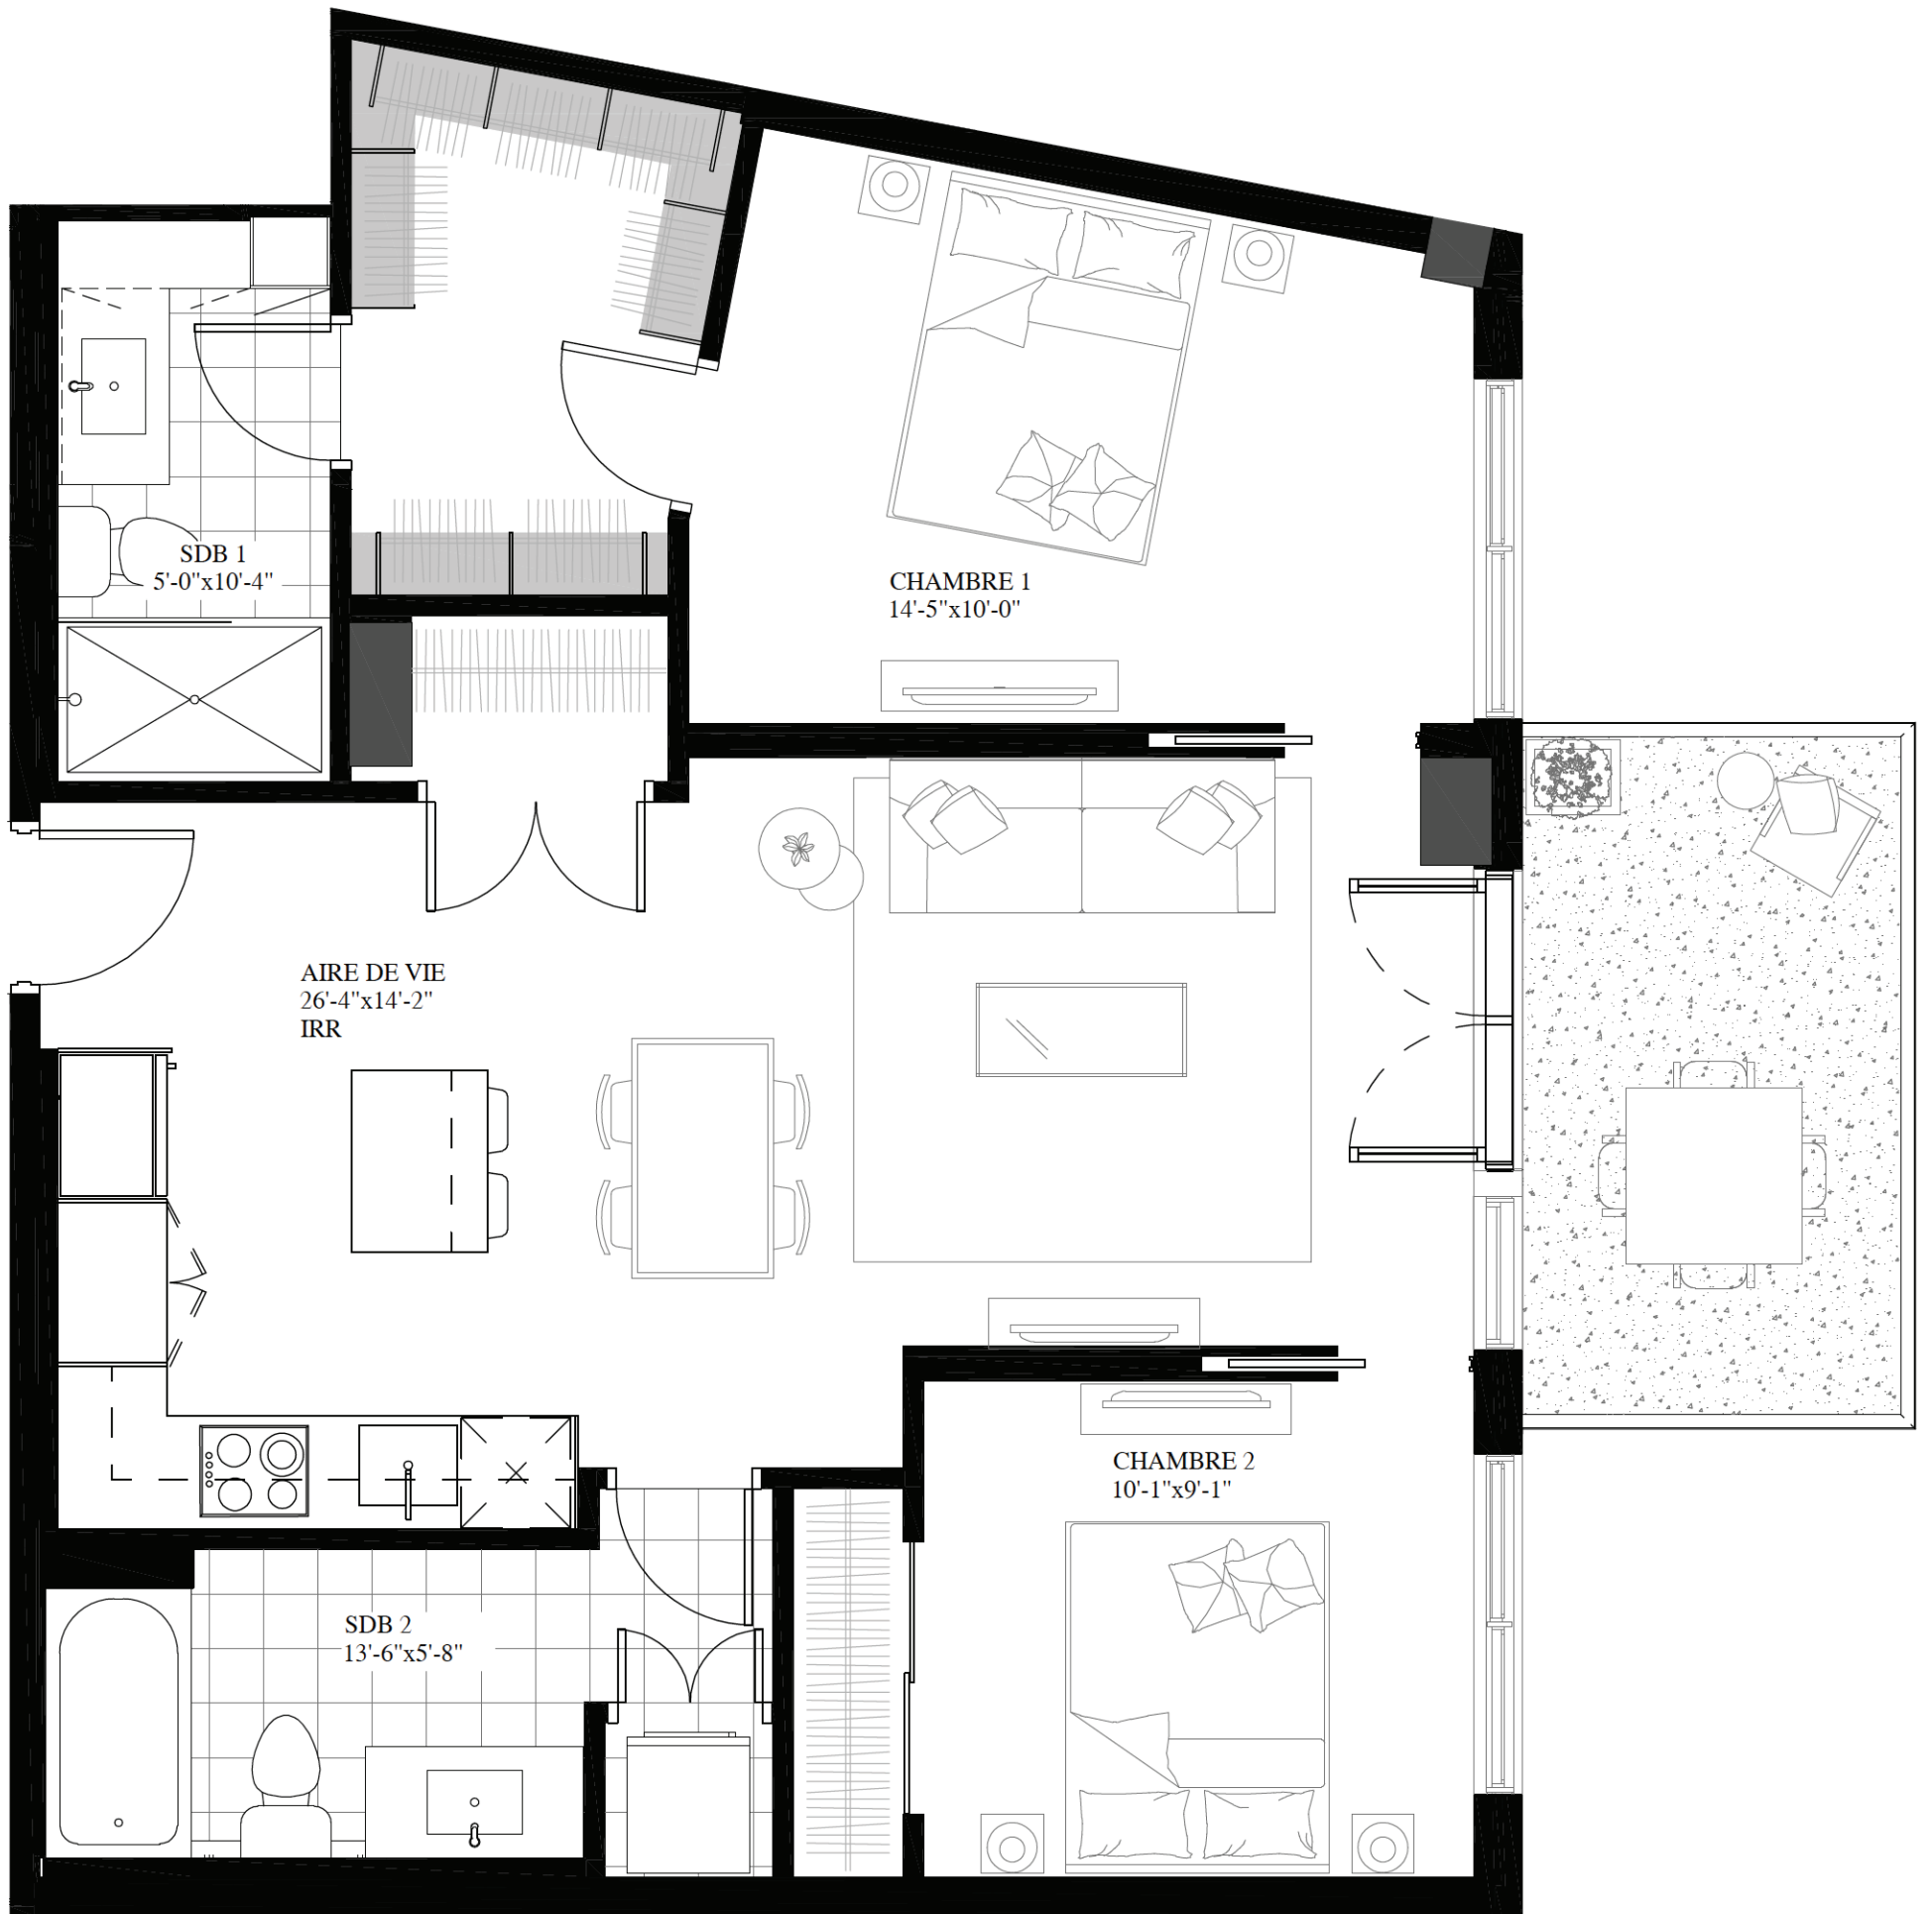 SDB 1
5'-0"x10'-4"
CHAMBRE 1
14'-5"x10'-0"
AIRE DE VIE
26'-4"x14'-2"
IRR
CHAMBRE 2
10'-1"x9'-1"
SDB 2
13'-6"x5'-8"